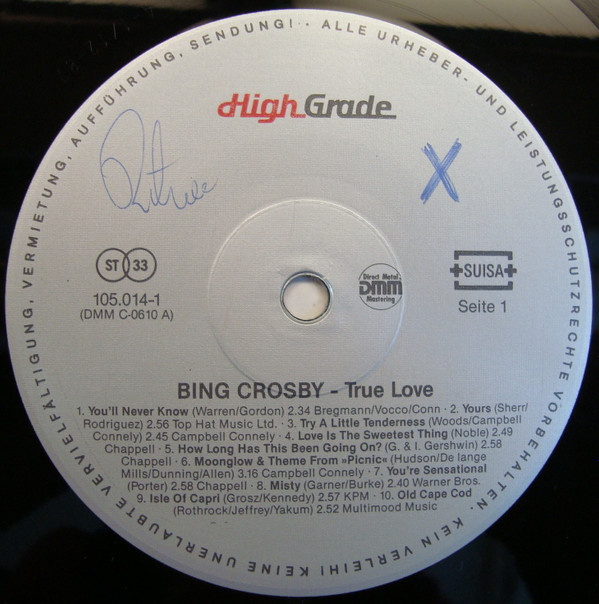 ALLE URHEBER- UND LEISTUNGSSCHUTZRECHTE VORBEHALTEN. KEIN VERLEIH! KEINE UNERLAUBTE VERVIELFÄLTIGUNG, VERMIETUNG, AUFFÜHRUNG, SENDUNG! ·
High Grade
X
ST 33
105.014-1
(DMM C-0610 A)
Direct Metal
DMM
Mastering
SUISA
Seite 1
BING CROSBY - True Love
1. You'll Never Know (Warren/Gordon) 2.34 Bregmann/Vocco/Conn · 2. Yours (Sherr/
Rodriguez) 2.56 Top Hat Music Ltd. · 3. Try A Little Tenderness (Woods/Campbell
Connely) 2.45 Campbell Connely · 4. Love Is The Sweetest Thing (Noble) 2.49
Chappell · 5. How Long Has This Been Going On? (G. & I. Gershwin) 2.58
Chappell · 6. Moonglow & Theme From »Picnic« (Hudson/De lange
Mills/Dunning/Allen) 3.16 Campbell Connely · 7. You're Sensational
(Porter) 2.58 Chappell · 8. Misty (Garner/Burke) 2.40 Warner Bros.
9. Isle Of Capri (Grosz/Kennedy) 2.57 KPM · 10. Old Cape Cod
(Rothrock/Jeffrey/Yakum) 2.52 Multimood Music